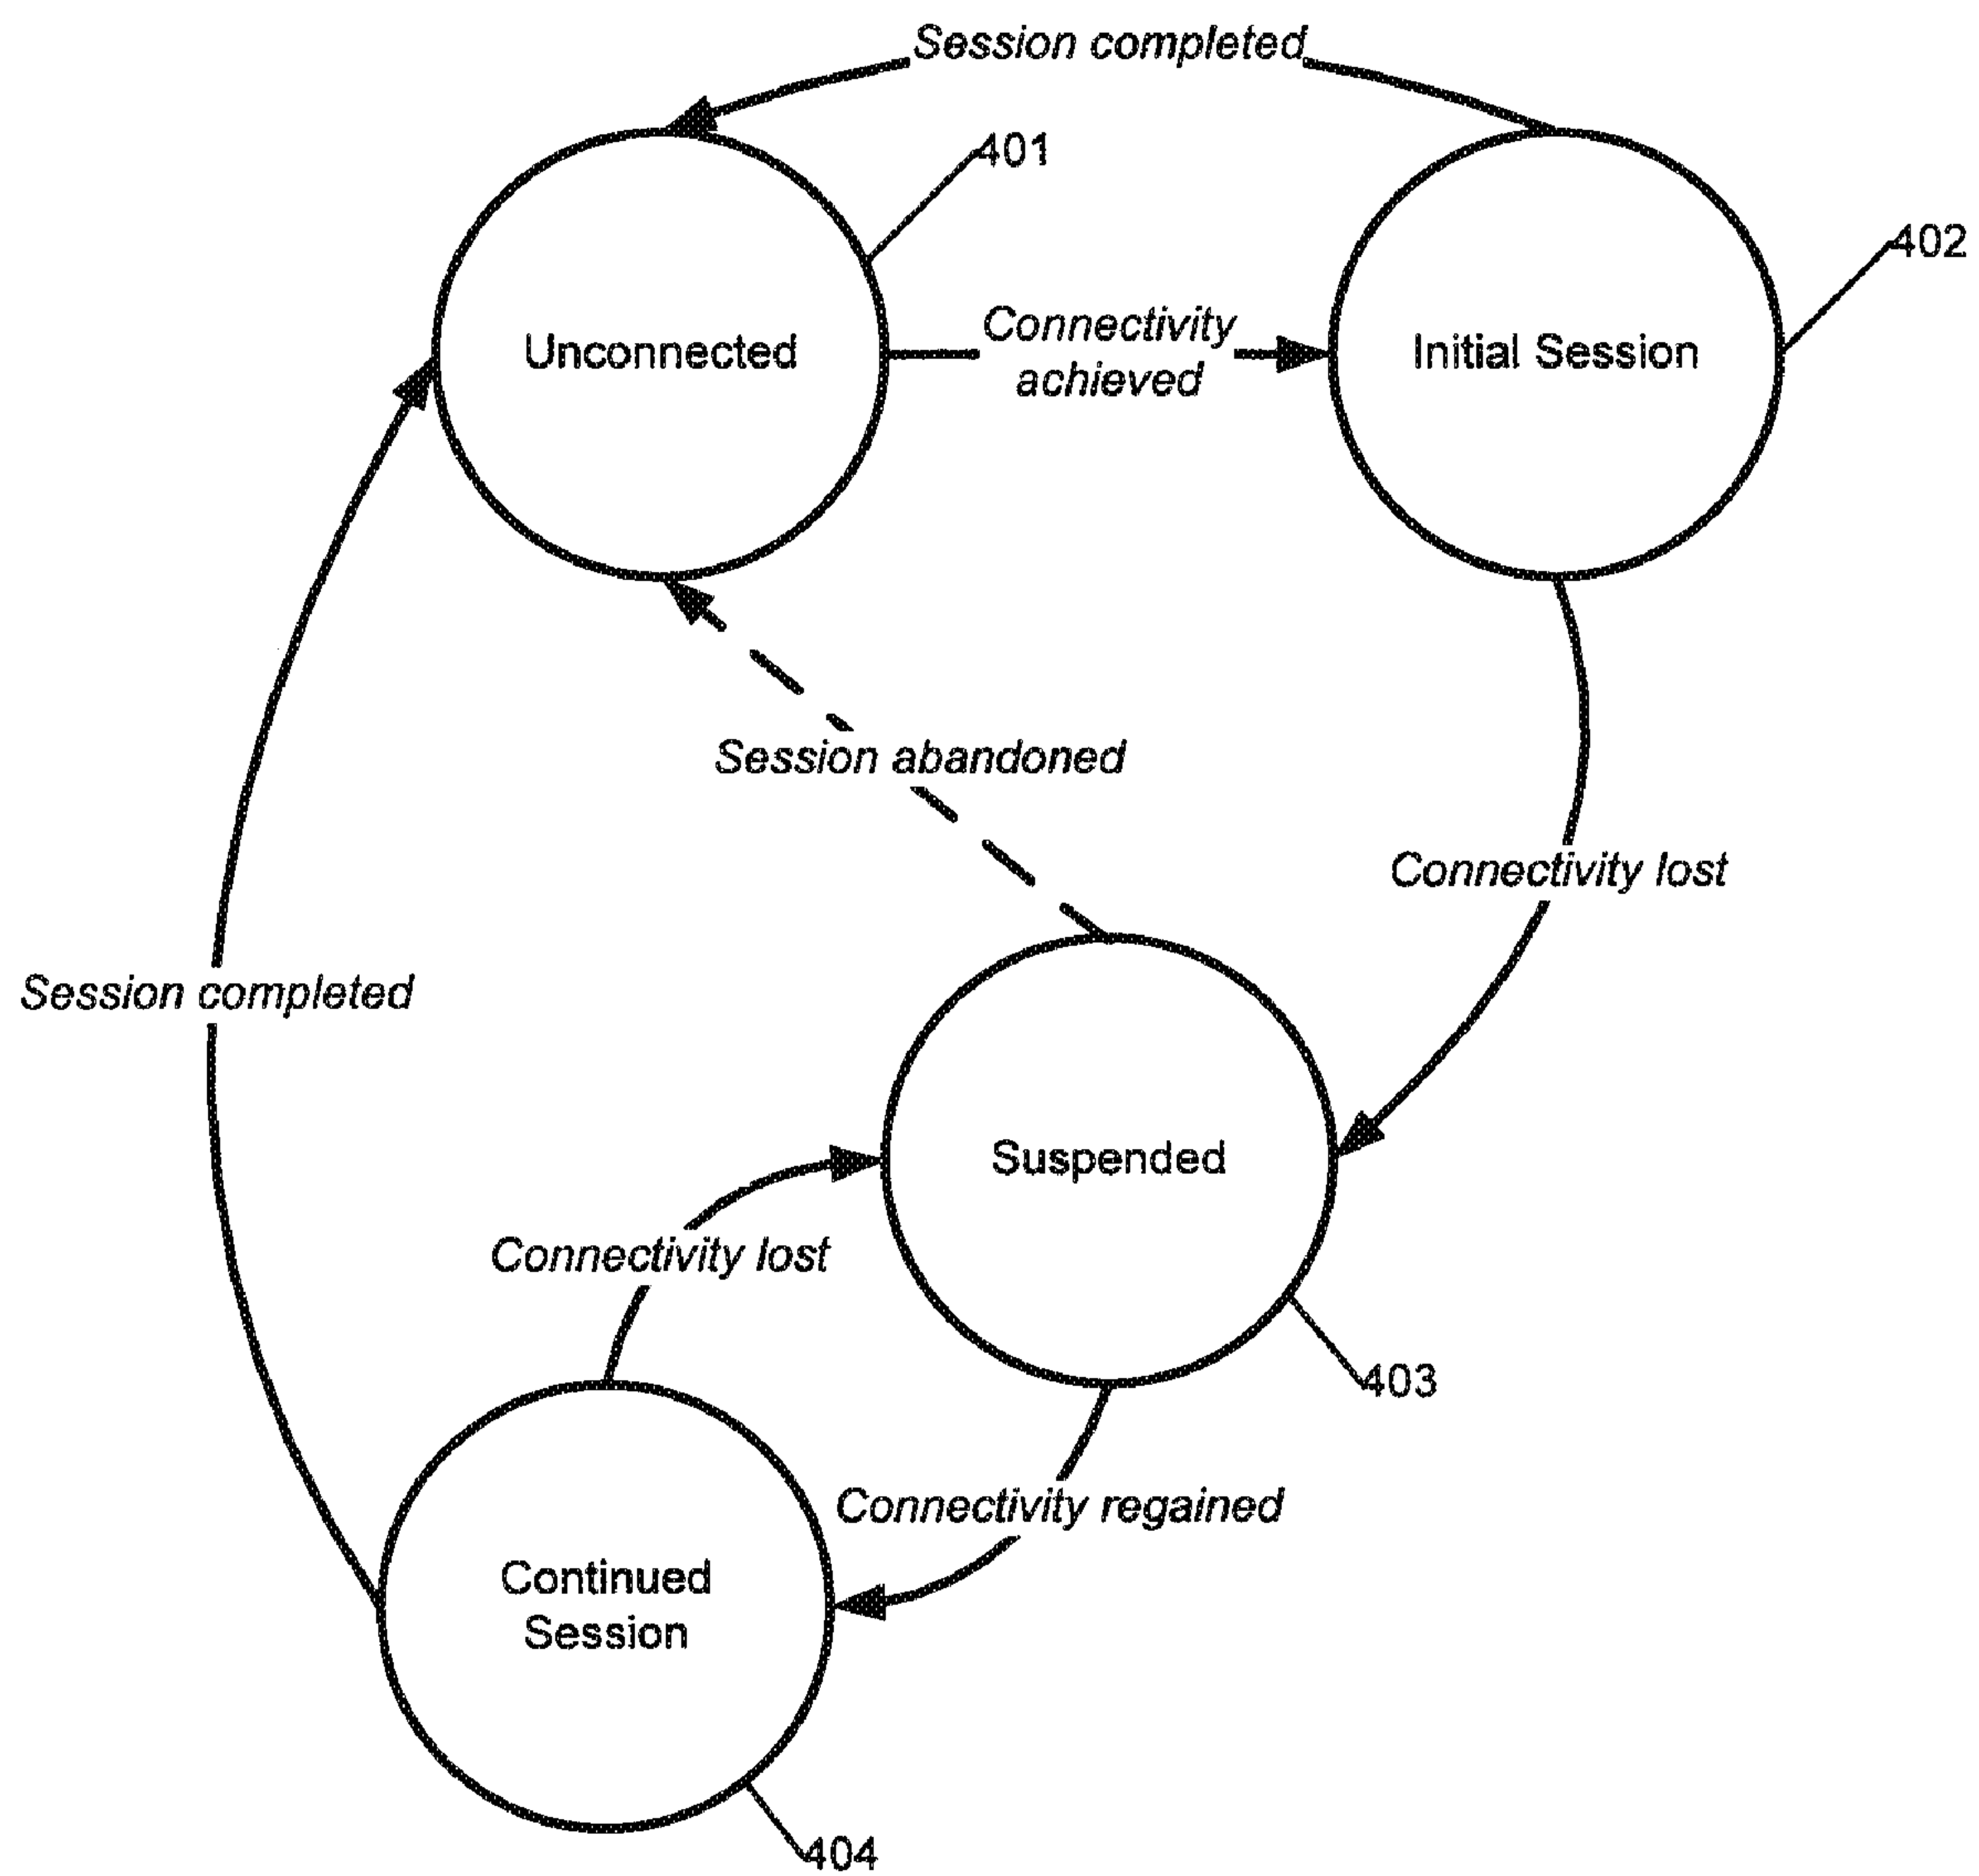 Session completed
401
402
Unconnected
Connectivity
achieved
Initial Session
Session abandoned
Connectivity lost
Session completed
Suspended
Connectivity lost
403
Connectivity regained
Continued
Session
404